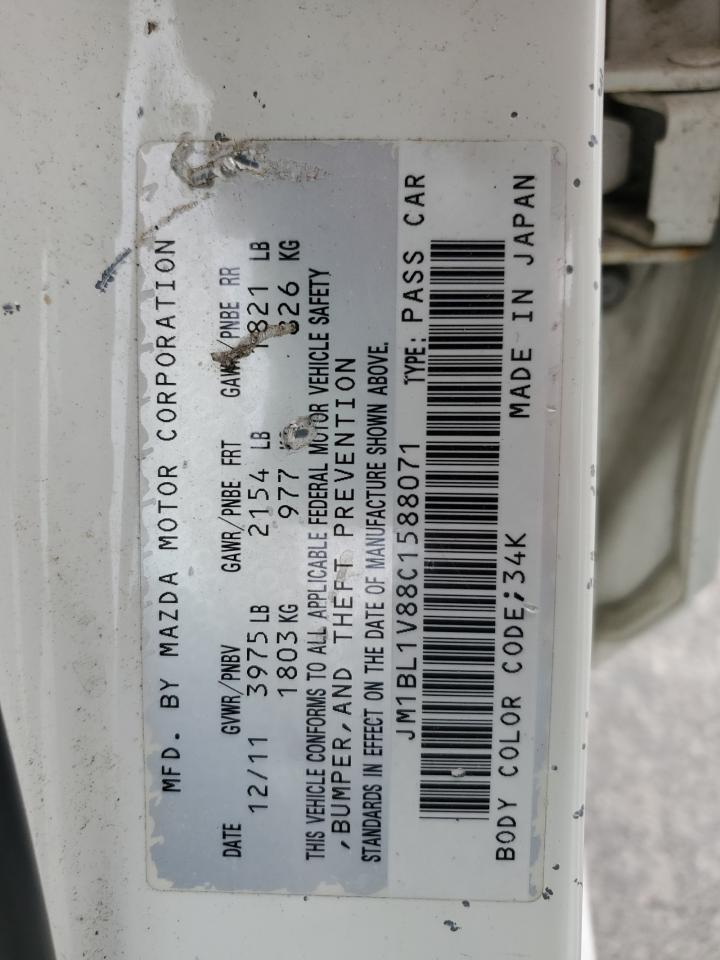 MFD. BY MAZDA MOTOR CORPORATION
DATE GVWR/PNBV GAWR/PNBE FRT GAWR/PNBE RR
12/11 3975 LB 2154 LB 1821 LB
1803 KG 977 826 KG
THIS VEHICLE CONFORMS TO ALL APPLICABLE FEDERAL MOTOR VEHICLE SAFETY
,BUMPER,AND THEFT PREVENTION
STANDARDS IN EFFECT ON THE DATE OF MANUFACTURE SHOWN ABOVE.
JM1BL1V88C1588071 TYPE: PASS CAR
BODY COLOR CODE;34K MADE IN JAPAN